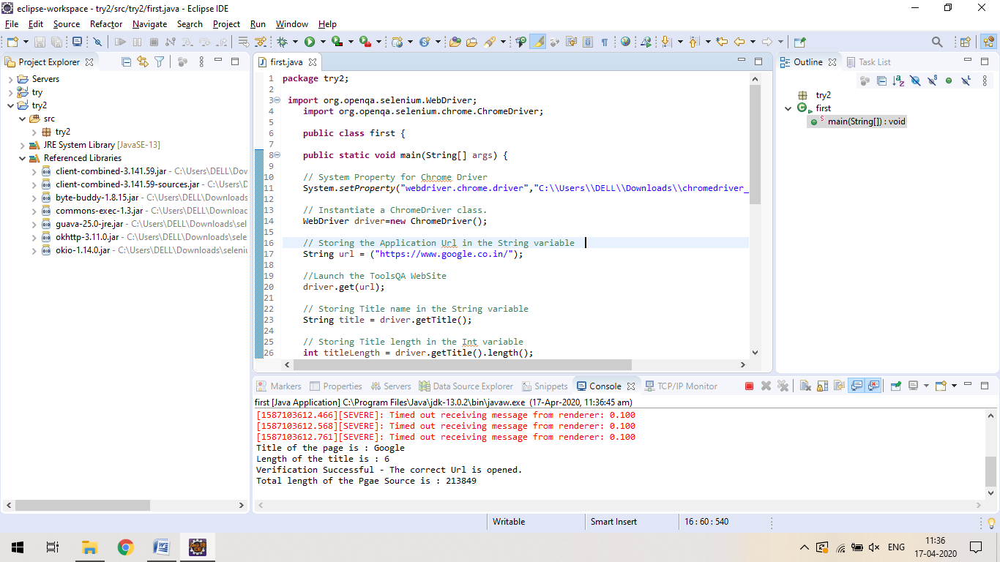 eclipse-workspace - try2/src/try2/first.java - Eclipse IDE
File Edit Source Refactor Navigate Search Project Run Window Help
Project Explorer
Servers
try
try2
src
try2
JRE System Library [JavaSE-13]
Referenced Libraries
client-combined-3.141.59.jar - C:\Users\DELL\Dov
client-combined-3.141.59-sources.jar - C:\Users\D
byte-buddy-1.8.15.jar - C:\Users\DELL\Downloads
commons-exec-1.3.jar - C:\Users\DELL\Downloads
guava-25.0-jre.jar - C:\Users\DELL\Downloads\sel
okhttp-3.11.0.jar - C:\Users\DELL\Downloads\sele
okio-1.14.0.jar - C:\Users\DELL\Downloads\seleniu
first.java
1 package try2;
2
3 import org.openqa.selenium.WebDriver;
4 import org.openqa.selenium.chrome.ChromeDriver;
5
6 public class first {
7
8 public static void main(String[] args) {
9
10 // System Property for Chrome Driver
11 System.setProperty("webdriver.chrome.driver","C:\\Users\\DELL\\Downloads\\chromedriver_
12
13 // Instantiate a ChromeDriver class.
14 WebDriver driver=new ChromeDriver();
15
16 // Storing the Application Url in the String variable
17 String url = ("https://www.google.co.in/");
18
19 //Launch the ToolsQA WebSite
20 driver.get(url);
21
22 // Storing Title name in the String variable
23 String title = driver.getTitle();
24
25 // Storing Title length in the Int variable
26 int titleLength = driver.getTitle().length();
Outline Task List
try2
first
main(String[]) : void
Markers Properties Servers Data Source Explorer Snippets Console TCP/IP Monitor
first [Java Application] C:\Program Files\Java\jdk-13.0.2\bin\javaw.exe (17-Apr-2020, 11:36:45 am)
[1587103612.466][SEVERE]: Timed out receiving message from renderer: 0.100
[1587103612.568][SEVERE]: Timed out receiving message from renderer: 0.100
[1587103612.761][SEVERE]: Timed out receiving message from renderer: 0.100
Title of the page is : Google
Length of the title is : 6
Verification Successful - The correct Url is opened.
Total length of the Pgae Source is : 213849
Writable Smart Insert 16 : 60 : 540
ENG
11:36
17-04-2020